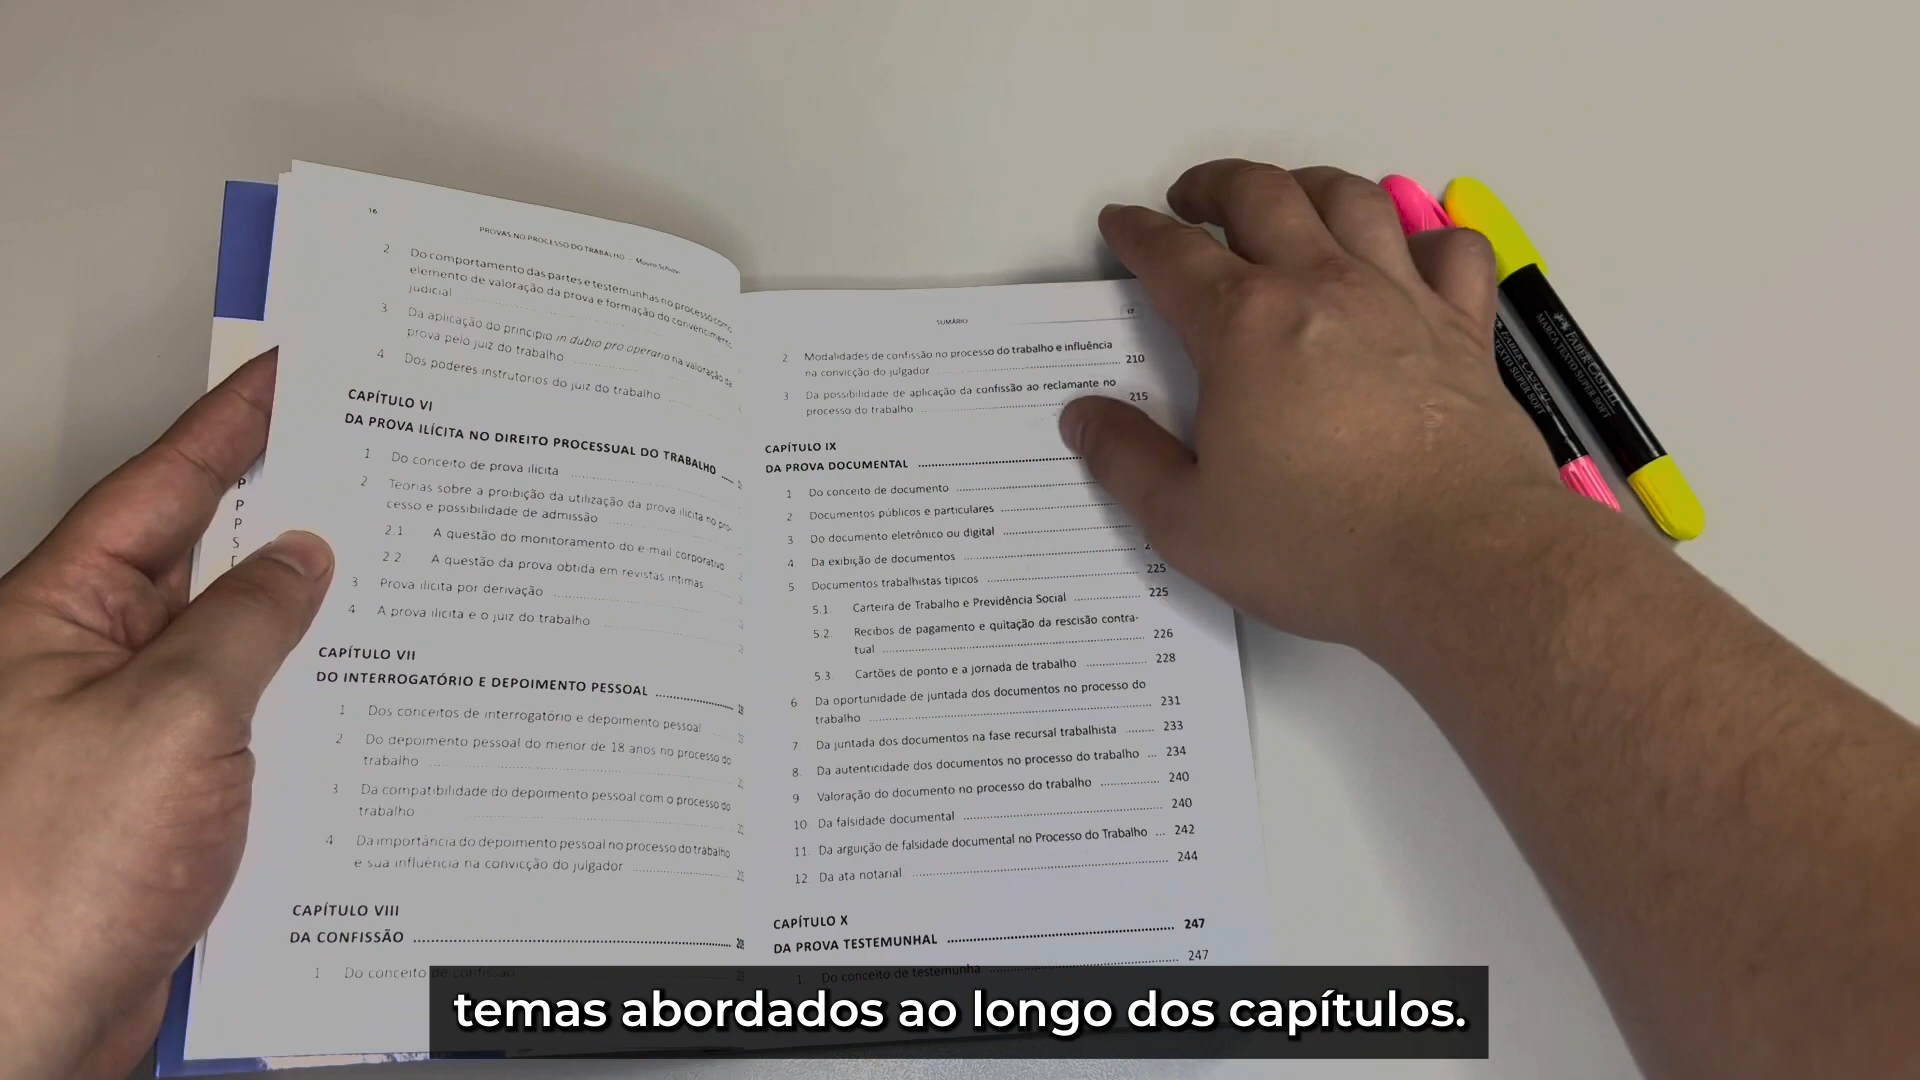 16
PROVAS NO PROCESSO DO TRABALHO – Mauro Schiavi
2 Do comportamento das partes e testemunhas no processo como
elemento de valoração da prova e formação do convencimento
judicial
3 Da aplicação do princípio in dubio pro operario na valoração da
prova pelo juiz do trabalho
4 Dos poderes instrutórios do juiz do trabalho
CAPÍTULO VI
DA PROVA ILÍCITA NO DIREITO PROCESSUAL DO TRABALHO
1 Do conceito de prova ilícita
2 Teorias sobre a proibição da utilização da prova ilícita no pro-
cesso e possibilidade de admissão
2.1 A questão do monitoramento do e-mail corporativo
2.2 A questão da prova obtida em revistas íntimas
3 Prova ilícita por derivação
4 A prova ilícita e o juiz do trabalho
CAPÍTULO VII
DO INTERROGATÓRIO E DEPOIMENTO PESSOAL
1 Dos conceitos de interrogatório e depoimento pessoal
2 Do depoimento pessoal do menor de 18 anos no processo do
trabalho
3 Da compatibilidade do depoimento pessoal com o processo do
trabalho
4 Da importância do depoimento pessoal no processo do trabalho
e sua influência na convicção do julgador
CAPÍTULO VIII
DA CONFISSÃO
1 Do conceito de confissão
P
P
P
S
SUMÁRIO 17
2 Modalidades de confissão no processo do trabalho e influência
na convicção do julgador 210
3 Da possibilidade de aplicação da confissão ao reclamante no
processo do trabalho 215
CAPÍTULO IX
DA PROVA DOCUMENTAL
1 Do conceito de documento
2 Documentos públicos e particulares
3 Do documento eletrônico ou digital
4 Da exibição de documentos
5 Documentos trabalhistas típicos 225
5.1 Carteira de Trabalho e Previdência Social 225
5.2. Recibos de pagamento e quitação da rescisão contra-
tual 226
5.3. Cartões de ponto e a jornada de trabalho 228
6 Da oportunidade de juntada dos documentos no processo do
trabalho 231
7. Da juntada dos documentos na fase recursal trabalhista 233
8. Da autenticidade dos documentos no processo do trabalho 234
9 Valoração do documento no processo do trabalho 240
10 Da falsidade documental 240
11. Da arguição de falsidade documental no Processo do Trabalho 242
12 Da ata notarial 244
CAPÍTULO X 247
DA PROVA TESTEMUNHAL
1 Do conceito de testemunha 247
FABER-CASTELL
MARCA TEXTO SUPER SOFT
FABER-CASTELL
TEXTO SUPER SOFT
temas abordados ao longo dos capítulos.